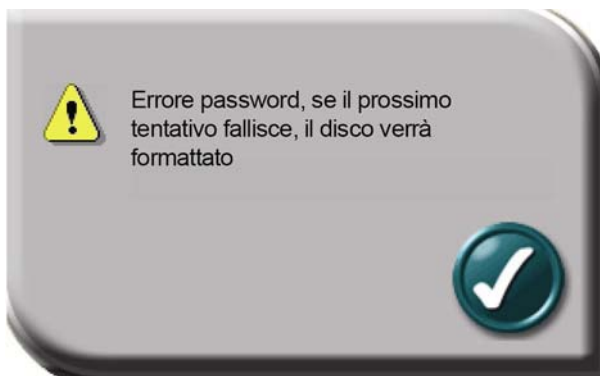 Errore password, se il prossimo
tentativo fallisce, il disco verrà
formattato